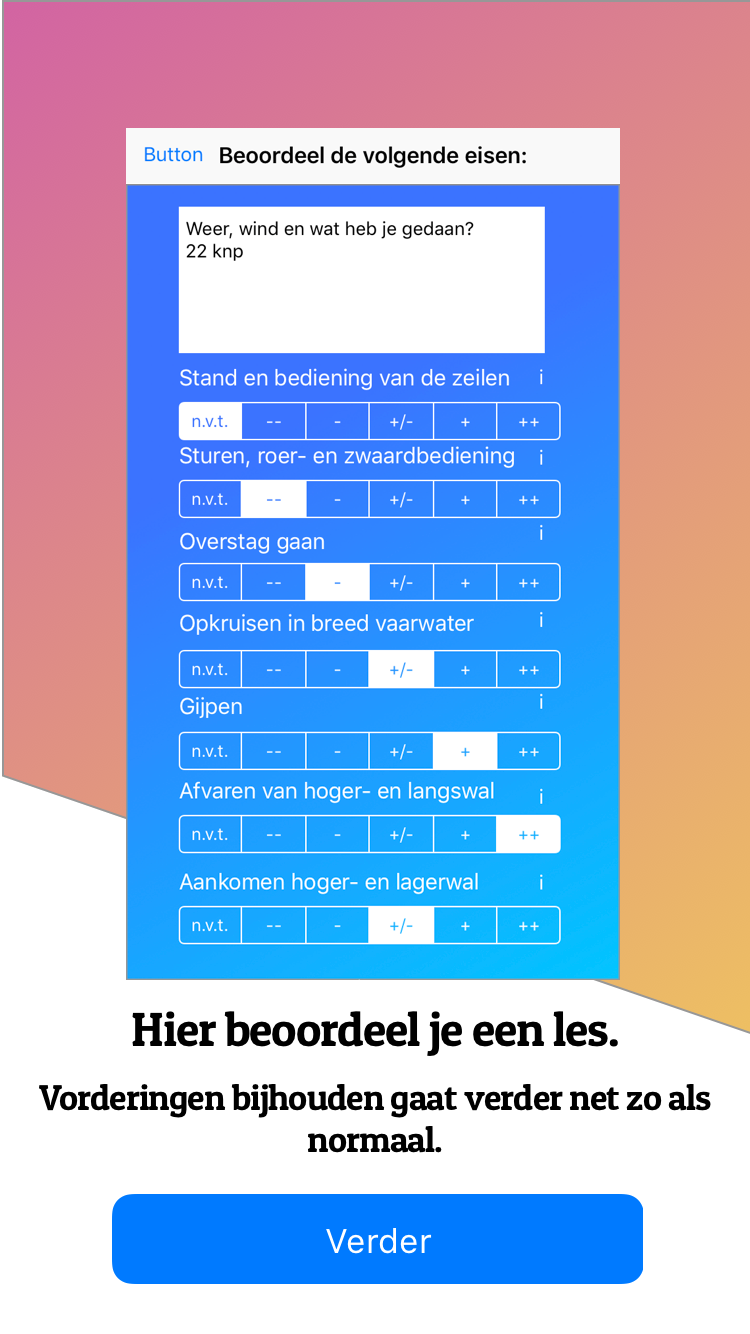 Button Beoordeel de volgende eisen:
Weer, wind en wat heb je gedaan?
22 knp
Stand en bediening van de zeilen i
n.v.t. -- - +/- + ++
Sturen, roer- en zwaardbediening i
n.v.t. -- - +/- + ++
Overstag gaan i
n.v.t. -- - +/- + ++
Opkruisen in breed vaarwater i
n.v.t. -- - +/- + ++
Gijpen i
n.v.t. -- - +/- + ++
Afvaren van hoger- en langswal i
n.v.t. -- - +/- + ++
Aankomen hoger- en lagerwal i
n.v.t. -- - +/- + ++
Hier beoordeel je een les.
Vorderingen bijhouden gaat verder net zo als
normaal.
Verder